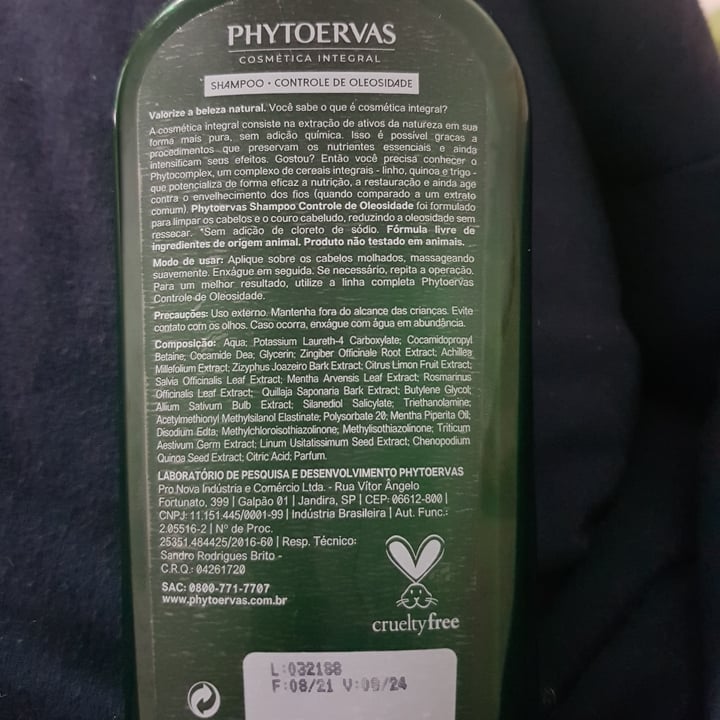 PHYTOERVAS
COSMÉTICA INTEGRAL
SHAMPOO • CONTROLE DE OLEOSIDADE
Valorize a beleza natural. Você sabe o que é cosmética integral?
A cosmética integral consiste na extração de ativos da natureza em sua
forma mais pura, sem adição química. Isso é possível graças a
procedimentos que preservam os nutrientes essenciais e ainda
intensificam seus efeitos. Gostou? Então você precisa conhecer o
Phytocomplex, um complexo de cereais integrais - linho, quinoa e trigo -
que potencializa de forma eficaz a nutrição, a restauração e ainda age
contra o envelhecimento dos fios (quando comparado a um extrato
comum). Phytoervas Shampoo Controle de Oleosidade foi formulado
para limpar os cabelos e o couro cabeludo, reduzindo a oleosidade sem
ressecar. *Sem adição de cloreto de sódio. Fórmula livre de
ingredientes de origem animal. Produto não testado em animais.
Modo de usar: Aplique sobre os cabelos molhados, massageando
suavemente. Enxágue em seguida. Se necessário, repita a operação.
Para um melhor resultado, utilize a linha completa Phytoervas
Controle de Oleosidade.
Precauções: Uso externo. Mantenha fora do alcance das crianças. Evite
contato com os olhos. Caso ocorra, enxágue com água em abundância.
Composição: Aqua; Potassium Laureth-4 Carboxylate; Cocamidopropyl
Betaine; Cocamide Dea; Glycerin; Zingiber Officinale Root Extract; Achillea
Millefolium Extract; Zizyphus Joazeiro Bark Extract; Citrus Limon Fruit Extract;
Salvia Officinalis Leaf Extract; Mentha Arvensis Leaf Extract; Rosmarinus
Officinalis Leaf Extract; Quillaja Saponaria Bark Extract; Butylene Glycol;
Allium Sativum Bulb Extract; Silanediol Salicylate; Triethanolamine;
Acetylmethionyl Methylsilanol Elastinate; Polysorbate 20; Mentha Piperita Oil;
Disodium Edta; Methylchloroisothiazolinone; Methylisothiazolinone; Triticum
Aestivum Germ Extract; Linum Usitatissimum Seed Extract; Chenopodium
Quinoa Seed Extract; Citric Acid; Parfum.
LABORATÓRIO DE PESQUISA E DESENVOLVIMENTO PHYTOERVAS
Pro Nova Indústria e Comércio Ltda. - Rua Vítor Ângelo
Fortunato, 399 | Galpão 01 | Jandira, SP | CEP: 06612-800 |
CNPJ: 11.151.445/0001-99 | Indústria Brasileira | Aut. Func.:
2.05516-2 | Nº de Proc.
25351.484425/2016-60 | Resp. Técnico:
Sandro Rodrigues Brito -
C.R.Q.: 04261720
SAC: 0800-771-7707
www.phytoervas.com.br
crueltyfree
L:032188
F:08/21 V:08/24